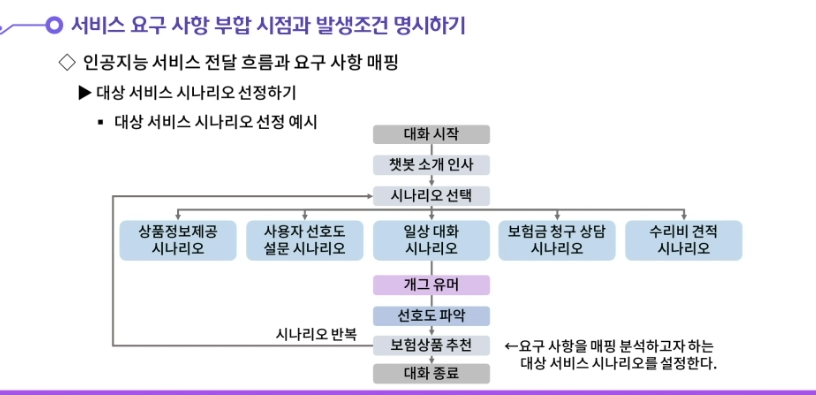 서비스 요구 사항 부합 시점과 발생조건 명시하기
◇ 인공지능 서비스 전달 흐름과 요구 사항 매핑
▶ 대상 서비스 시나리오 선정하기
▪ 대상 서비스 시나리오 선정 예시
대화 시작
챗봇 소개 인사
시나리오 선택
상품정보제공
시나리오
사용자 선호도
설문 시나리오
일상 대화
시나리오
보험금 청구 상담
시나리오
수리비 견적
시나리오
개그 유머
선호도 파악
시나리오 반복
보험상품 추천
←요구 사항을 매핑 분석하고자 하는
대상 서비스 시나리오를 설정한다.
대화 종료